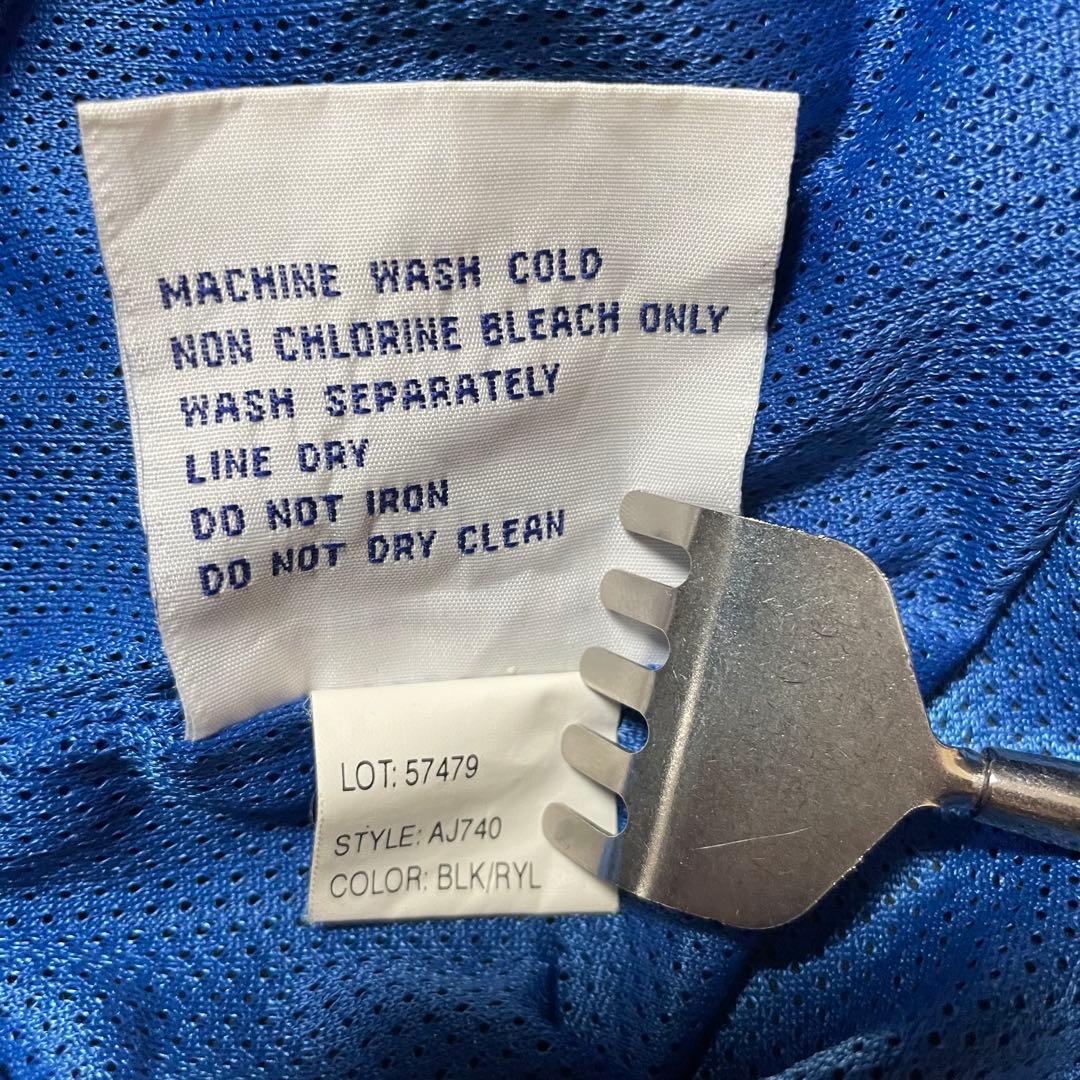 MACHINE WASH COLD
NON CHLORINE BLEACH ONLY
WASH SEPARATELY
LINE DRY
DO NOT IRON
DO NOT DRY CLEAN
LOT: 57479
STYLE: AJ740
COLOR: BLK/RYL